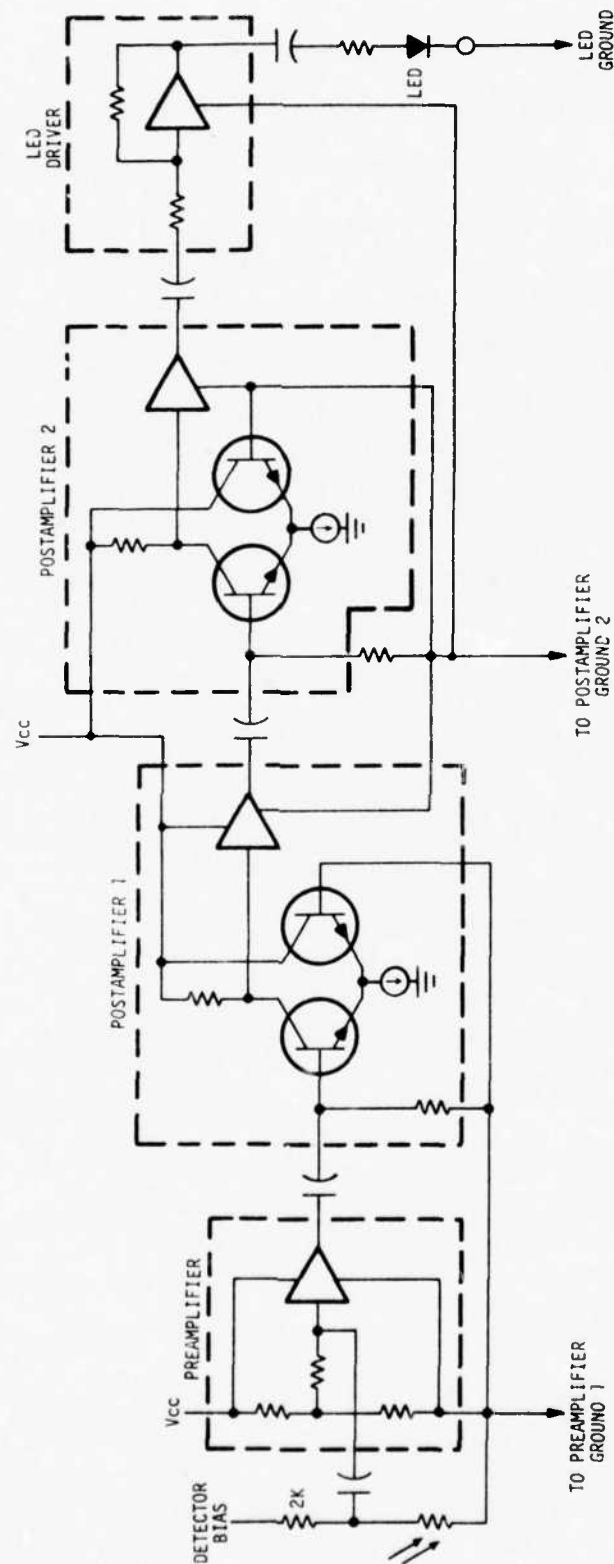 DETECTOR
BIAS
2K
Vcc
PREAMPLIFIER
TO PREAMPLIFIER
GROUND 1
POSTAMPLIFIER 1
Vcc
POSTAMPLIFIER 2
TO POSTAMPLIFIER
GROUND 2
LED
DRIVER
LED
LED
GROUND